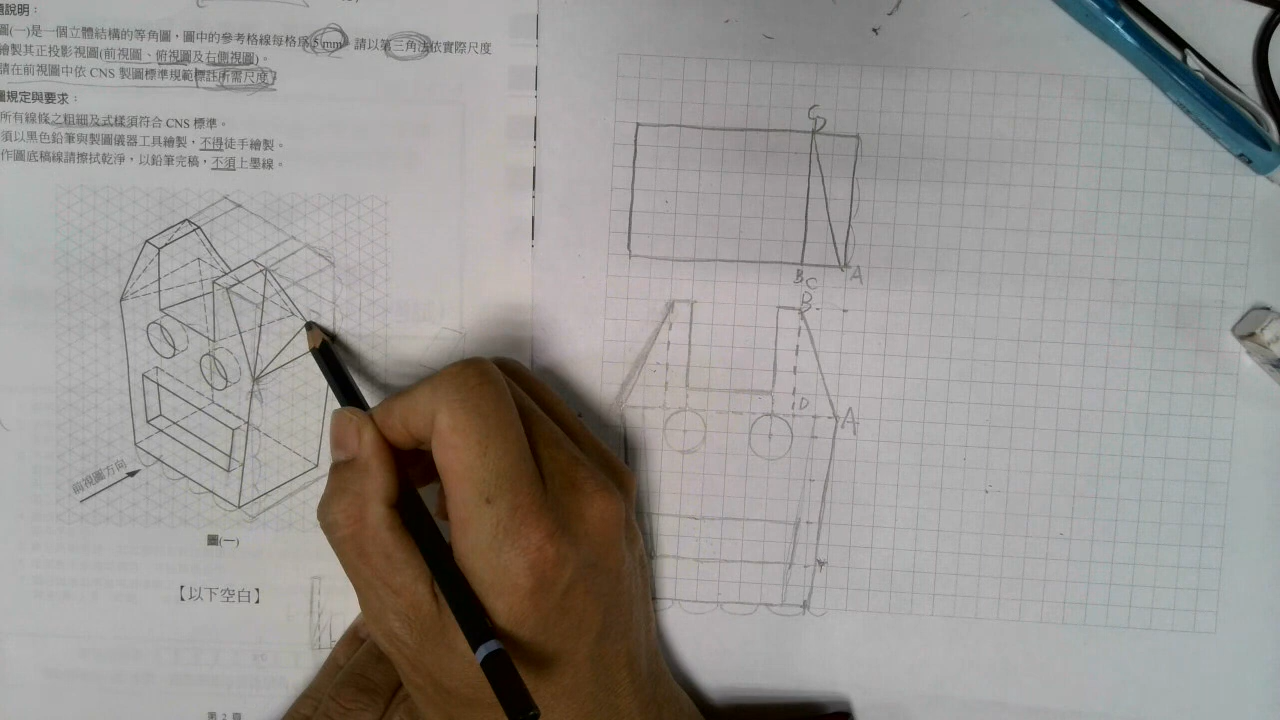 題說明：
圖(一)是一個立體結構的等角圖，圖中的參考格線每格為 5 mm，請以第三角法依實際尺度
繪製其正投影視圖(前視圖、俯視圖及右側視圖)。
請在前視圖中依 CNS 製圖標準規範標註所需尺度。
圖規定與要求：
所有線條之粗細及式樣須符合 CNS 標準。
須以黑色鉛筆與製圖儀器工具繪製，不得徒手繪製。
作圖底稿線請擦拭乾淨，以鉛筆完稿，不須上墨線。
前視圖方向
圖(一)
【以下空白】
第 2 頁
D
B C A
B
D A